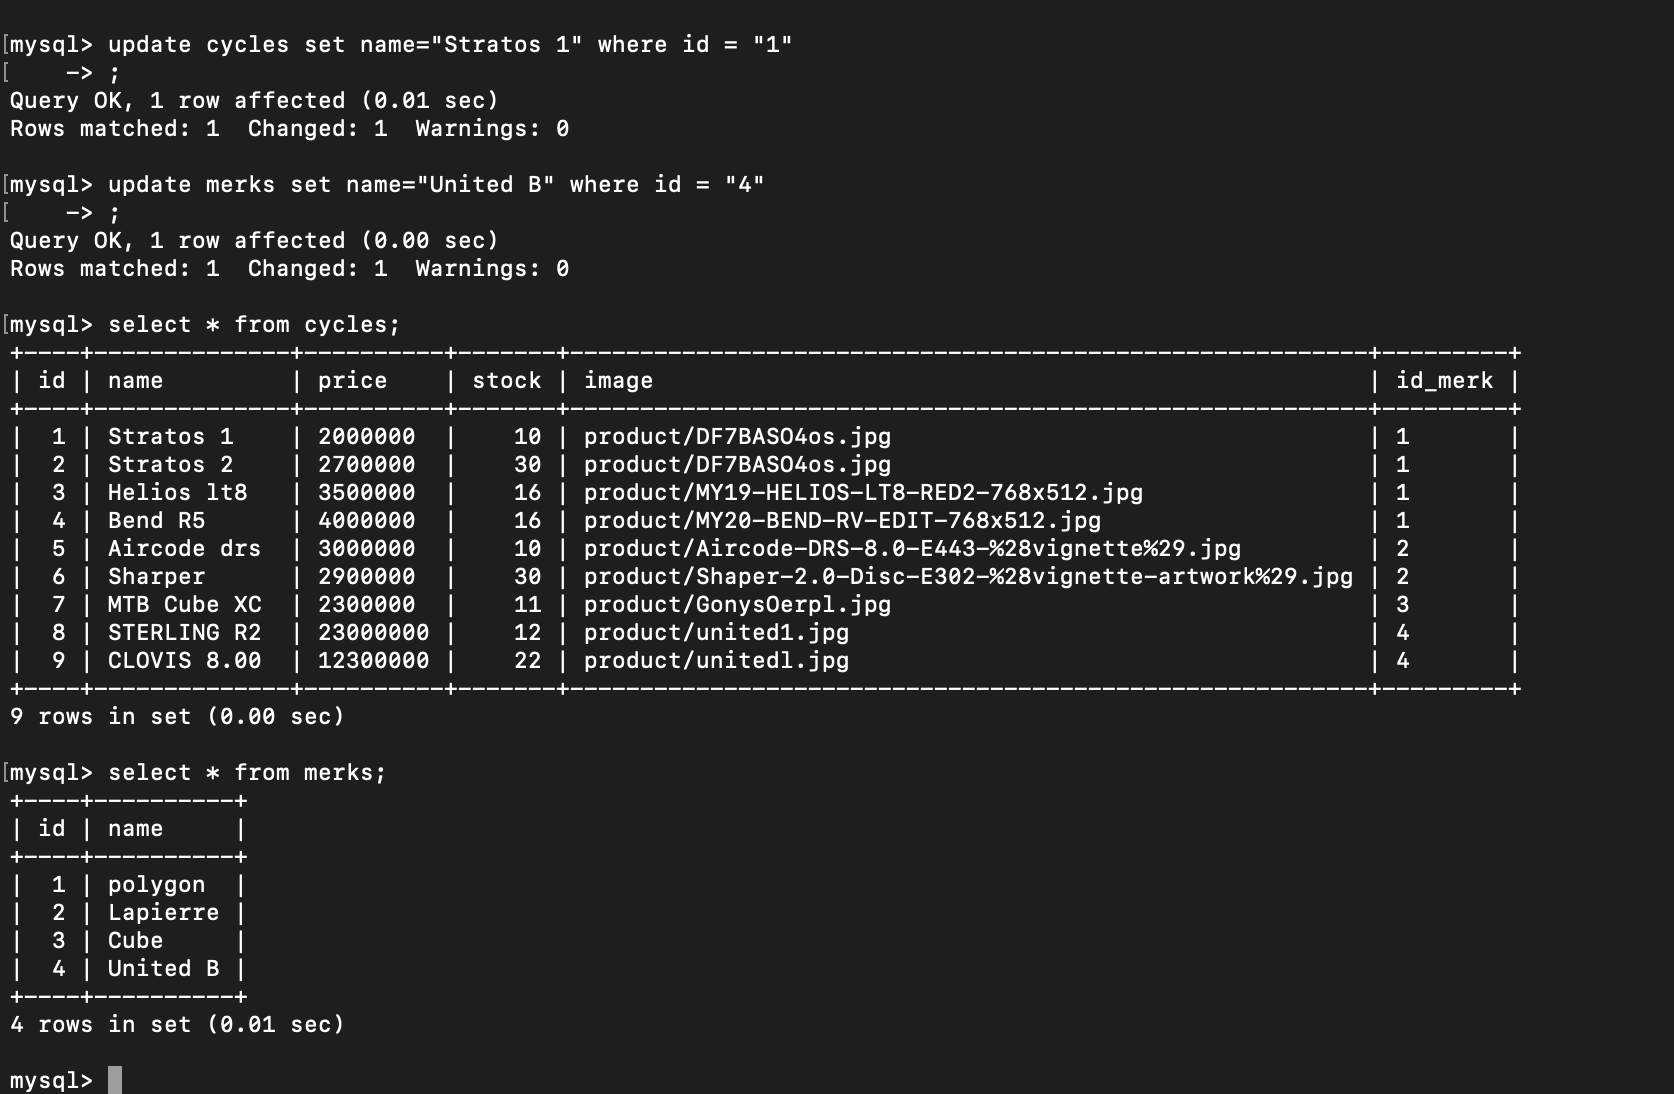 mysql> update cycles set name="Stratos 1" where id = "1"
    -> ;
Query OK, 1 row affected (0.01 sec)
Rows matched: 1  Changed: 1  Warnings: 0

mysql> update merks set name="United B" where id = "4"
    -> ;
Query OK, 1 row affected (0.00 sec)
Rows matched: 1  Changed: 1  Warnings: 0

mysql> select * from cycles;
+----+--------------+----------+-------+---------------------------------------------------------+---------+
| id | name         | price    | stock | image                                                   | id_merk |
+----+--------------+----------+-------+---------------------------------------------------------+---------+
|  1 | Stratos 1    | 2000000  |    10 | product/DF7BASO4os.jpg                                  | 1       |
|  2 | Stratos 2    | 2700000  |    30 | product/DF7BASO4os.jpg                                  | 1       |
|  3 | Helios lt8   | 3500000  |    16 | product/MY19-HELIOS-LT8-RED2-768x512.jpg                | 1       |
|  4 | Bend R5      | 4000000  |    16 | product/MY20-BEND-RV-EDIT-768x512.jpg                   | 1       |
|  5 | Aircode drs  | 3000000  |    10 | product/Aircode-DRS-8.0-E443-%28vignette%29.jpg         | 2       |
|  6 | Sharper      | 2900000  |    30 | product/Shaper-2.0-Disc-E302-%28vignette-artwork%29.jpg | 2       |
|  7 | MTB Cube XC  | 2300000  |    11 | product/GonysOerpl.jpg                                  | 3       |
|  8 | STERLING R2  | 23000000 |    12 | product/united1.jpg                                     | 4       |
|  9 | CLOVIS 8.00  | 12300000 |    22 | product/unitedl.jpg                                     | 4       |
+----+--------------+----------+-------+---------------------------------------------------------+---------+
9 rows in set (0.00 sec)

mysql> select * from merks;
+----+----------+
| id | name     |
+----+----------+
|  1 | polygon  |
|  2 | Lapierre |
|  3 | Cube     |
|  4 | United B |
+----+----------+
4 rows in set (0.01 sec)

mysql>